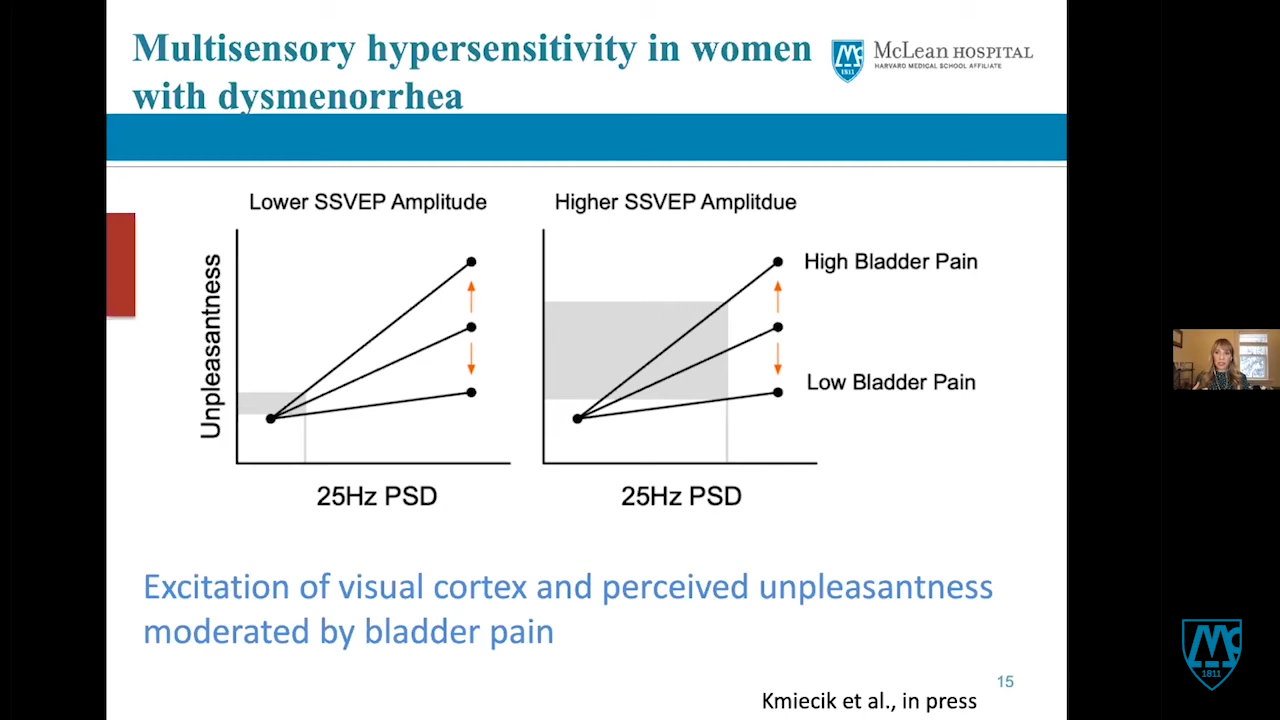 Multisensory hypersensitivity in women
with dysmenorrhea
McLean HOSPITAL
HARVARD MEDICAL SCHOOL AFFILIATE
1811
Lower SSVEP Amplitude
Higher SSVEP Amplitdue
Unpleasantness
High Bladder Pain
Low Bladder Pain
25Hz PSD
25Hz PSD
Excitation of visual cortex and perceived unpleasantness
moderated by bladder pain
15
Kmiecik et al., in press
1811